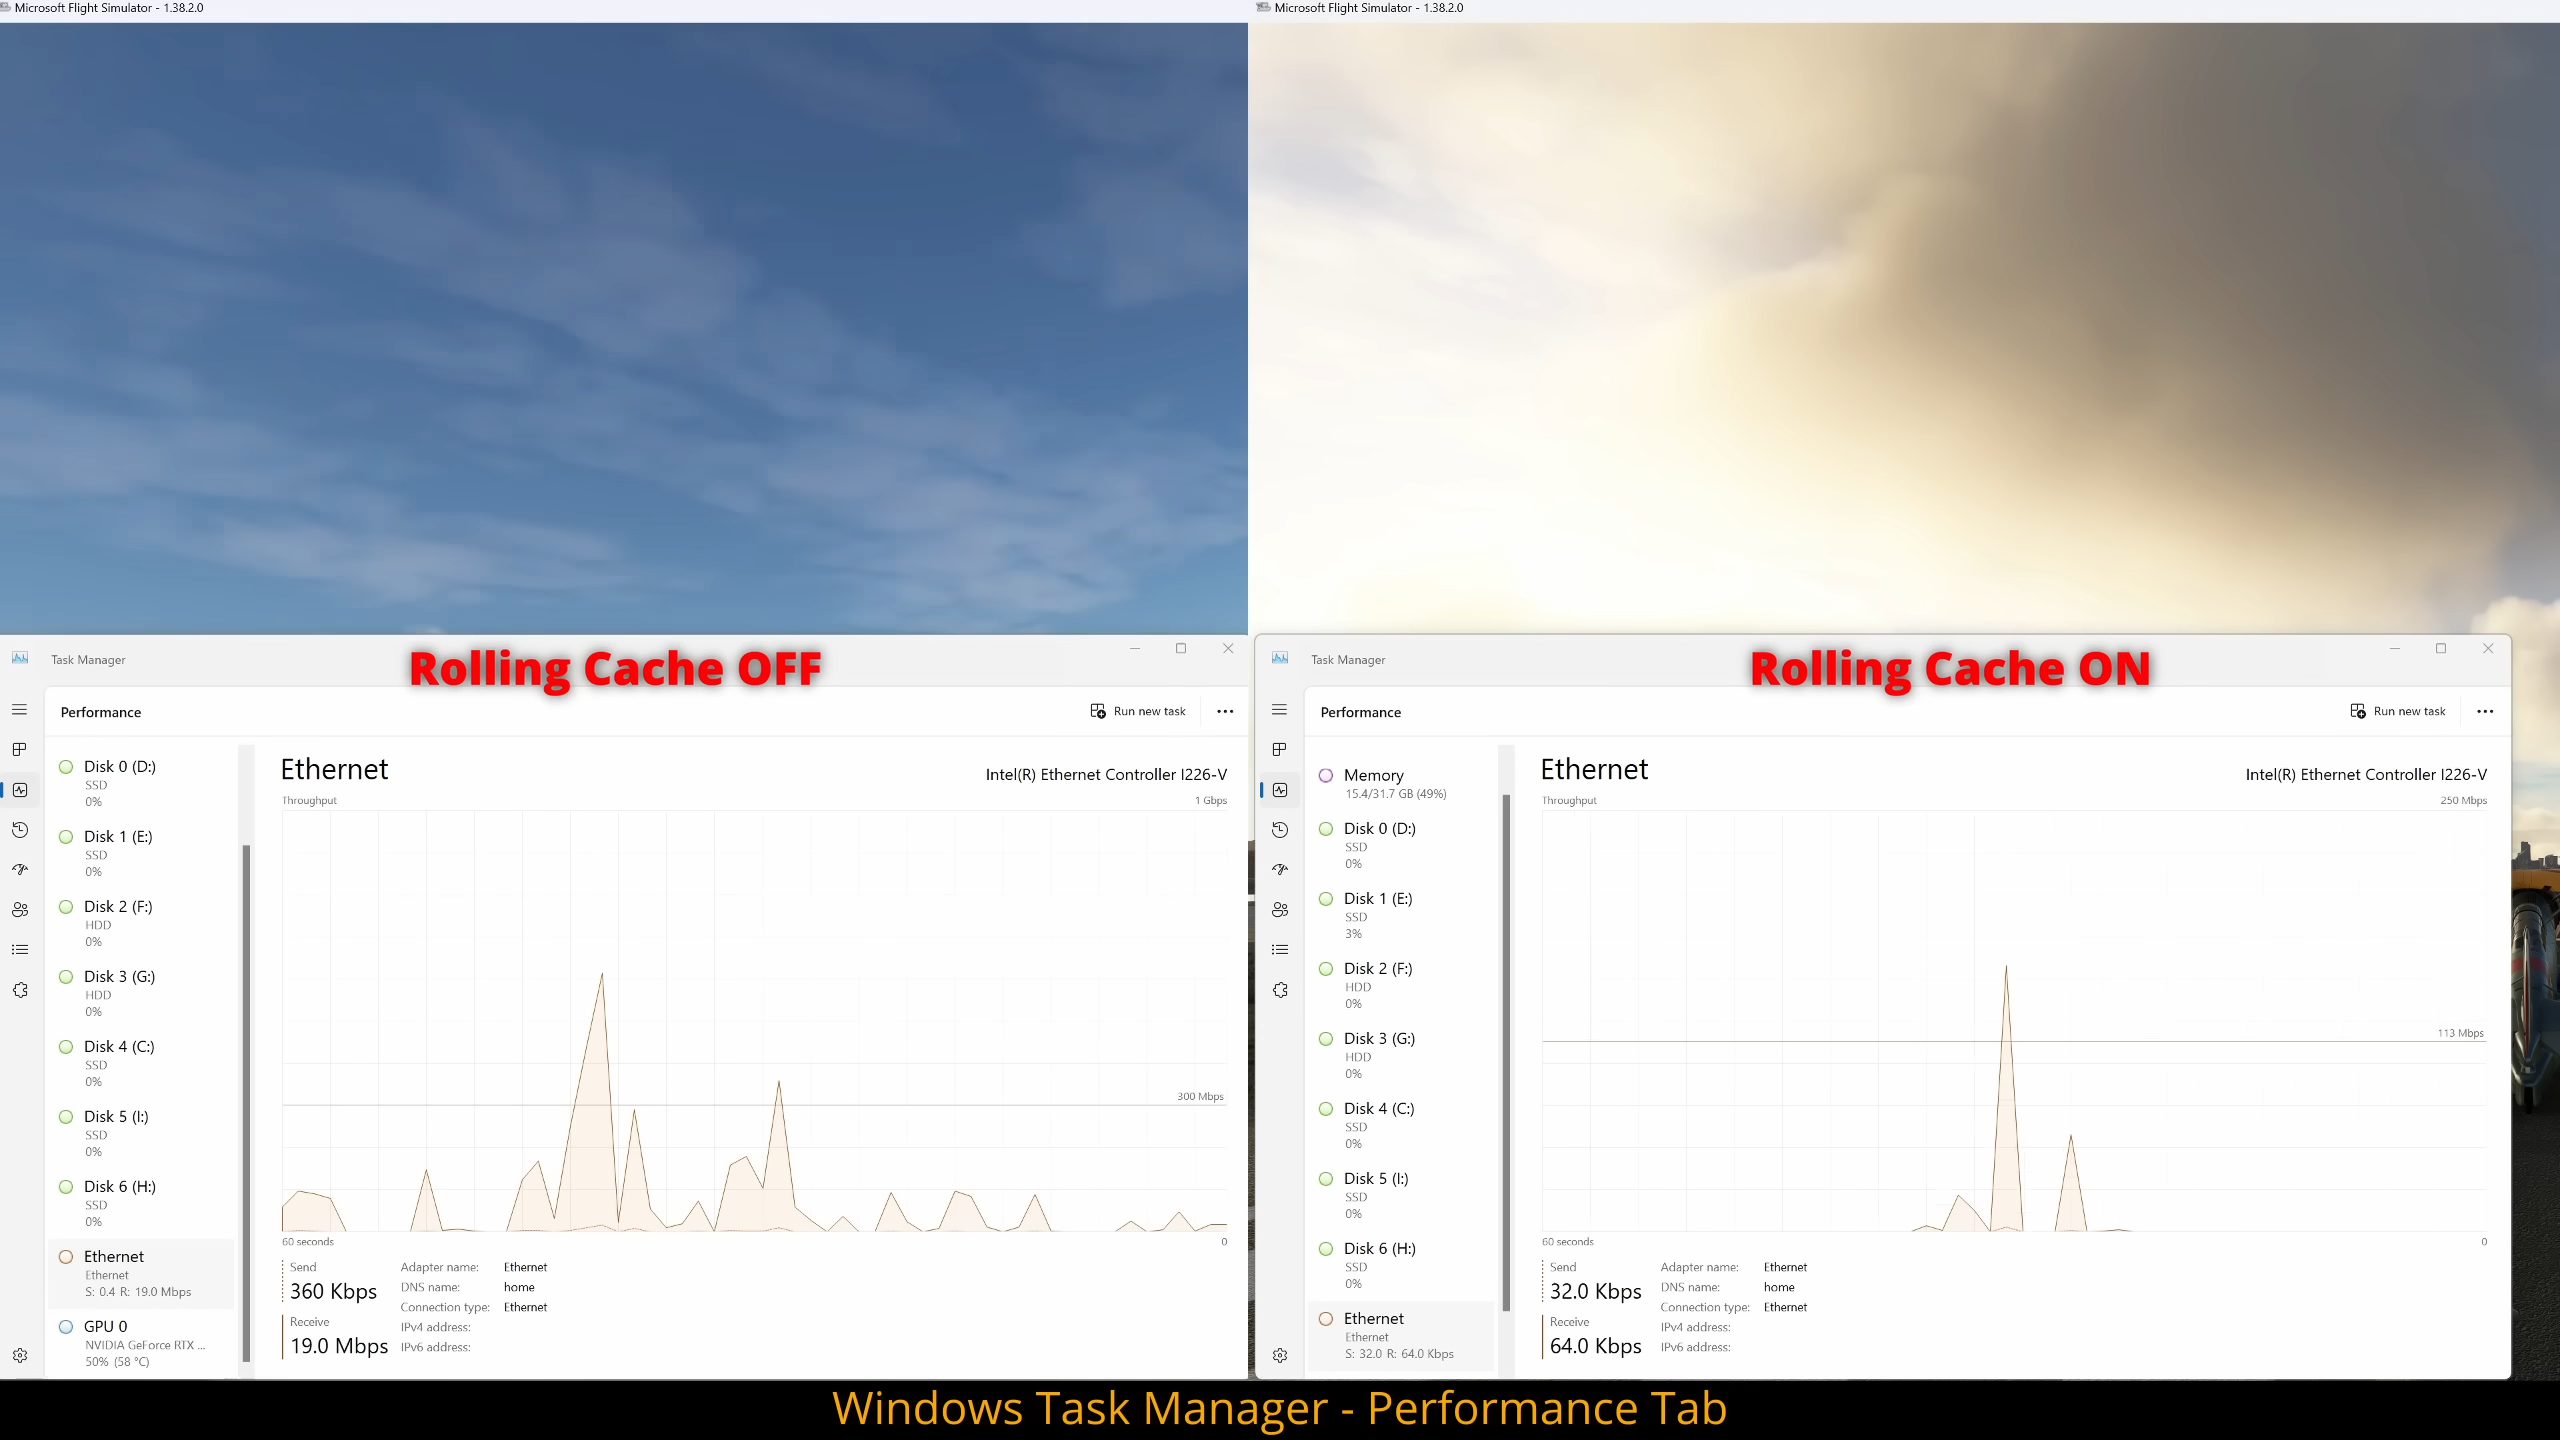 Microsoft Flight Simulator - 1.38.2.0
Task Manager
Rolling Cache OFF
Performance
Run new task
Disk 0 (D:)
SSD
0%
Disk 1 (E:)
SSD
0%
Disk 2 (F:)
HDD
0%
Disk 3 (G:)
HDD
0%
Disk 4 (C:)
SSD
0%
Disk 5 (I:)
SSD
0%
Disk 6 (H:)
SSD
0%
Ethernet
Ethernet
S: 0.4 R: 19.0 Mbps
GPU 0
NVIDIA GeForce RTX ...
50% (58 °C)
Ethernet
Intel(R) Ethernet Controller I226-V
Throughput
1 Gbps
300 Mbps
60 seconds
0
Send
360 Kbps
Receive
19.0 Mbps
Adapter name: Ethernet
DNS name: home
Connection type: Ethernet
IPv4 address:
IPv6 address:
Microsoft Flight Simulator - 1.38.2.0
Task Manager
Rolling Cache ON
Performance
Run new task
Memory
15.4/31.7 GB (49%)
Disk 0 (D:)
SSD
0%
Disk 1 (E:)
SSD
3%
Disk 2 (F:)
HDD
0%
Disk 3 (G:)
HDD
0%
Disk 4 (C:)
SSD
0%
Disk 5 (I:)
SSD
0%
Disk 6 (H:)
SSD
0%
Ethernet
Ethernet
S: 32.0 R: 64.0 Kbps
Ethernet
Intel(R) Ethernet Controller I226-V
Throughput
250 Mbps
113 Mbps
60 seconds
0
Send
32.0 Kbps
Receive
64.0 Kbps
Adapter name: Ethernet
DNS name: home
Connection type: Ethernet
IPv4 address:
IPv6 address:
Windows Task Manager - Performance Tab